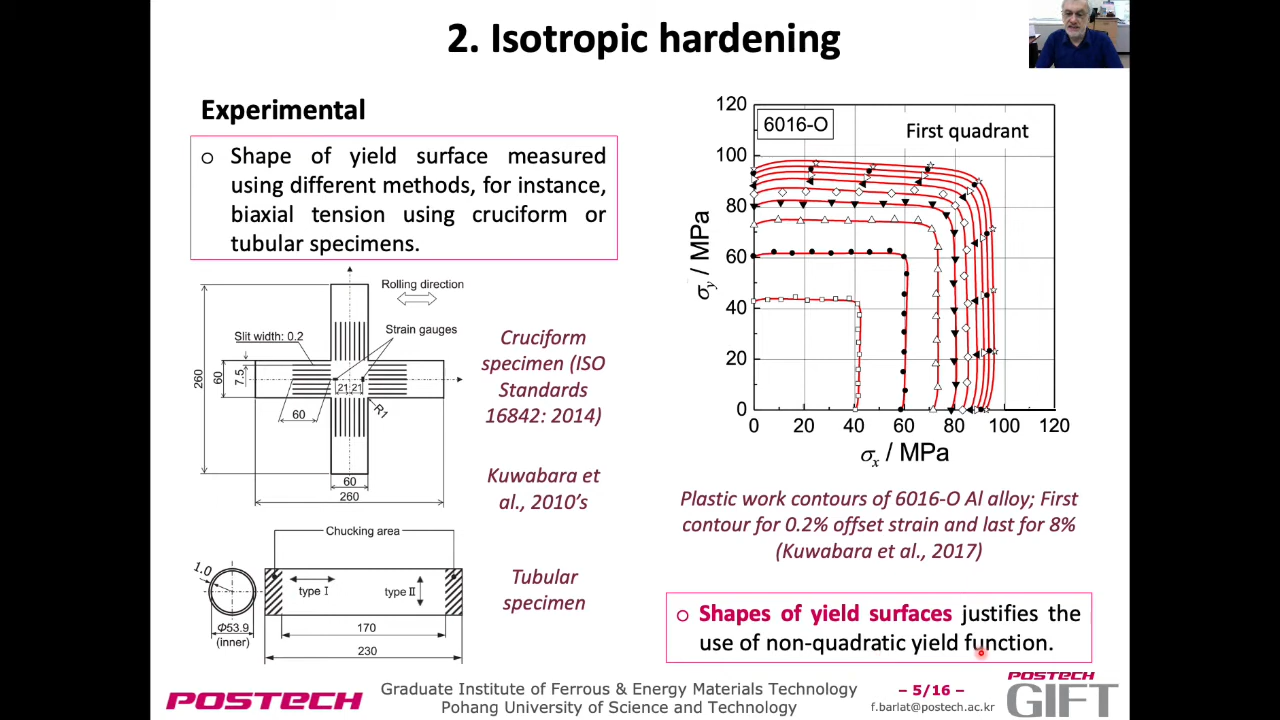 2. Isotropic hardening
Experimental
○ Shape of yield surface measured
using different methods, for instance,
biaxial tension using cruciform or
tubular specimens.
Rolling direction
Slit width: 0.2
Strain gauges
260
60
7.5
21
21
60
R1
60
260
Cruciform
specimen (ISO
Standards
16842: 2014)
Kuwabara et
al., 2010’s
Chucking area
1.0
type I
type II
Φ53.9
(inner)
170
230
Tubular
specimen
6016-O
First quadrant
120
100
80
60
40
20
0
0 20 40 60 80 100 120
σy / MPa
σx / MPa
Plastic work contours of 6016-O Al alloy; First
contour for 0.2% offset strain and last for 8%
(Kuwabara et al., 2017)
○ Shapes of yield surfaces justifies the
use of non-quadratic yield function.
POSTECH
Graduate Institute of Ferrous & Energy Materials Technology
Pohang University of Science and Technology
– 5/16 –
f.barlat@postech.ac.kr
POSTECH
GIFT